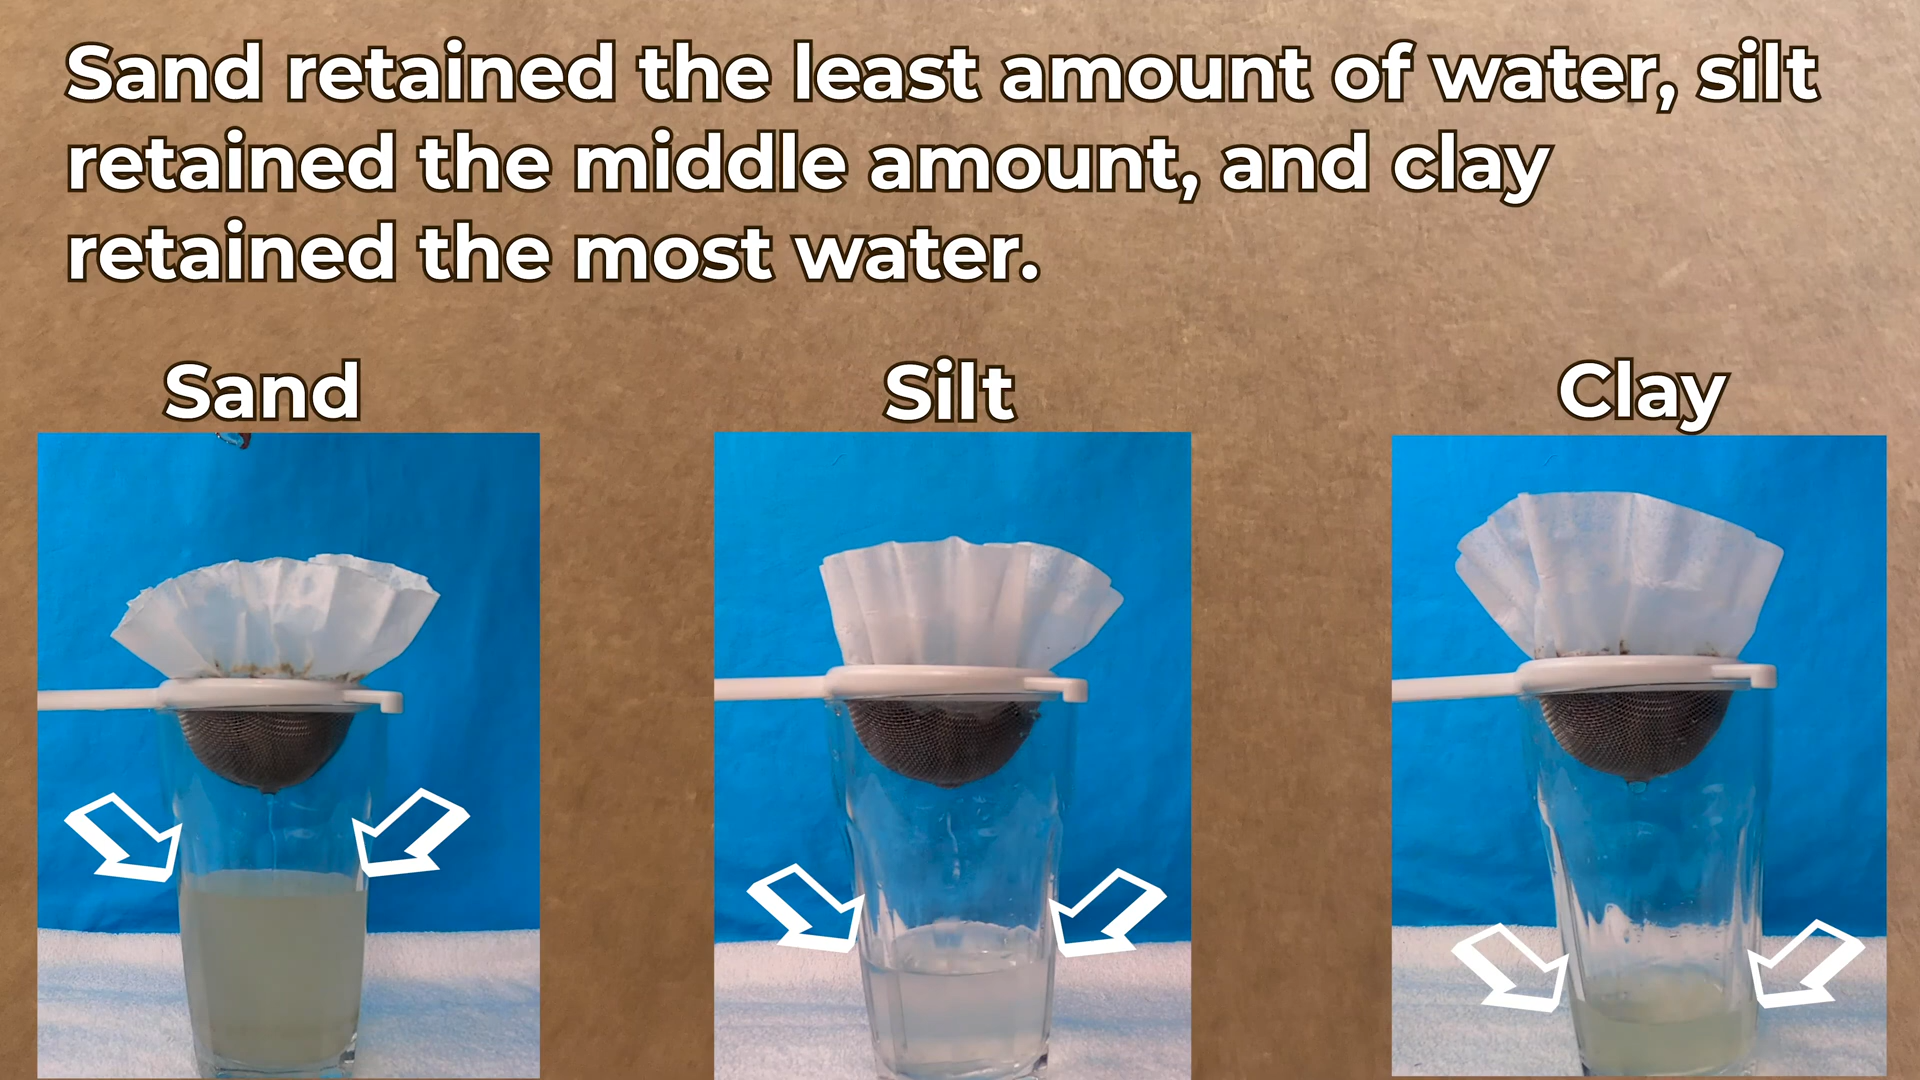 Sand retained the least amount of water, silt
retained the middle amount, and clay
retained the most water.
Sand
Silt
Clay